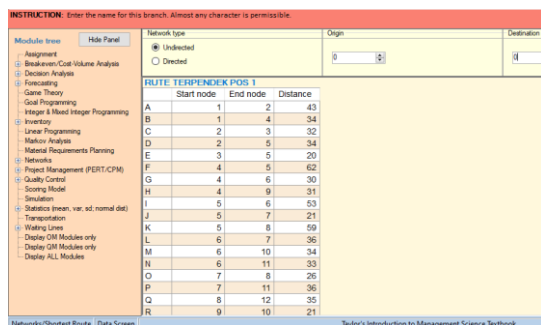 INSTRUCTION: Enter the name for this branch. Almost any character is permissible.
Module tree
Hide Panel
Assignment
Breakeven/Cost-Volume Analysis
Decision Analysis
Forecasting
Game Theory
Goal Programming
Integer & Mixed Integer Programming
Inventory
Linear Programming
Markov Analysis
Material Requirements Planning
Networks
Project Management (PERT/CPM)
Quality Control
Scoring Model
Simulation
Statistics (mean, var, sd; normal dist)
Transportation
Waiting Lines
Display OM Modules only
Display QM Modules only
Display ALL Modules
Network type
Undirected
Directed
Origin
0
Destination
0
RUTE TERPENDEK POS 1
Start node End node Distance
A 1 2 43
B 1 4 34
C 2 3 32
D 2 5 34
E 3 5 20
F 4 5 62
G 4 6 30
H 4 9 31
I 5 6 53
J 5 7 21
K 5 8 59
L 6 7 36
M 6 10 34
N 6 11 33
O 7 8 26
P 7 11 36
Q 8 12 35
R 9 10 21
Networks/Shortest Route Data Screen Taylor's Introduction to Management Science Textbook